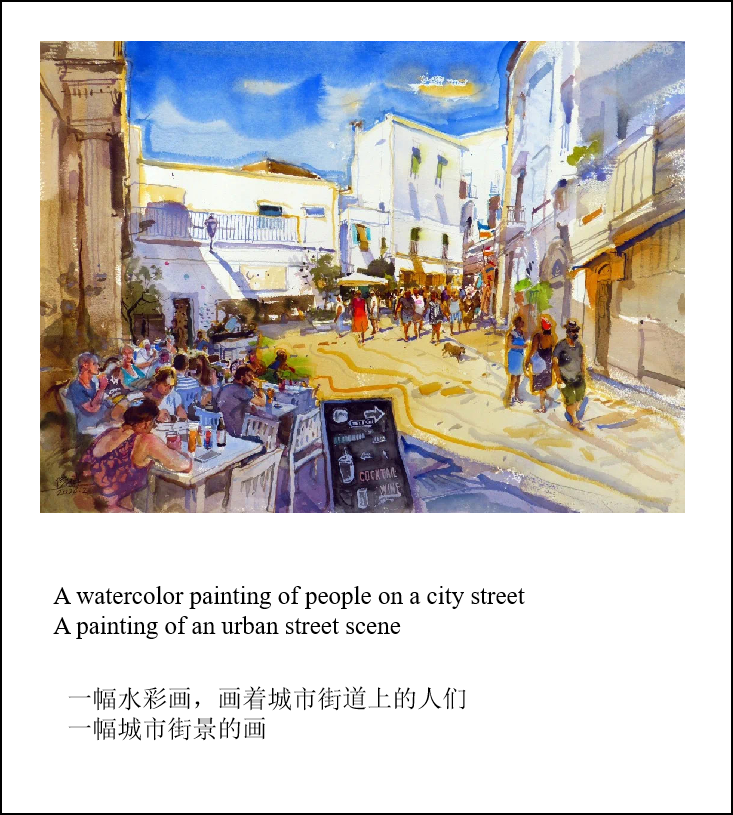 COCKTAIL
WINE
A watercolor painting of people on a city street
A painting of an urban street scene
一幅水彩画，画着城市街道上的人们
一幅城市街景的画